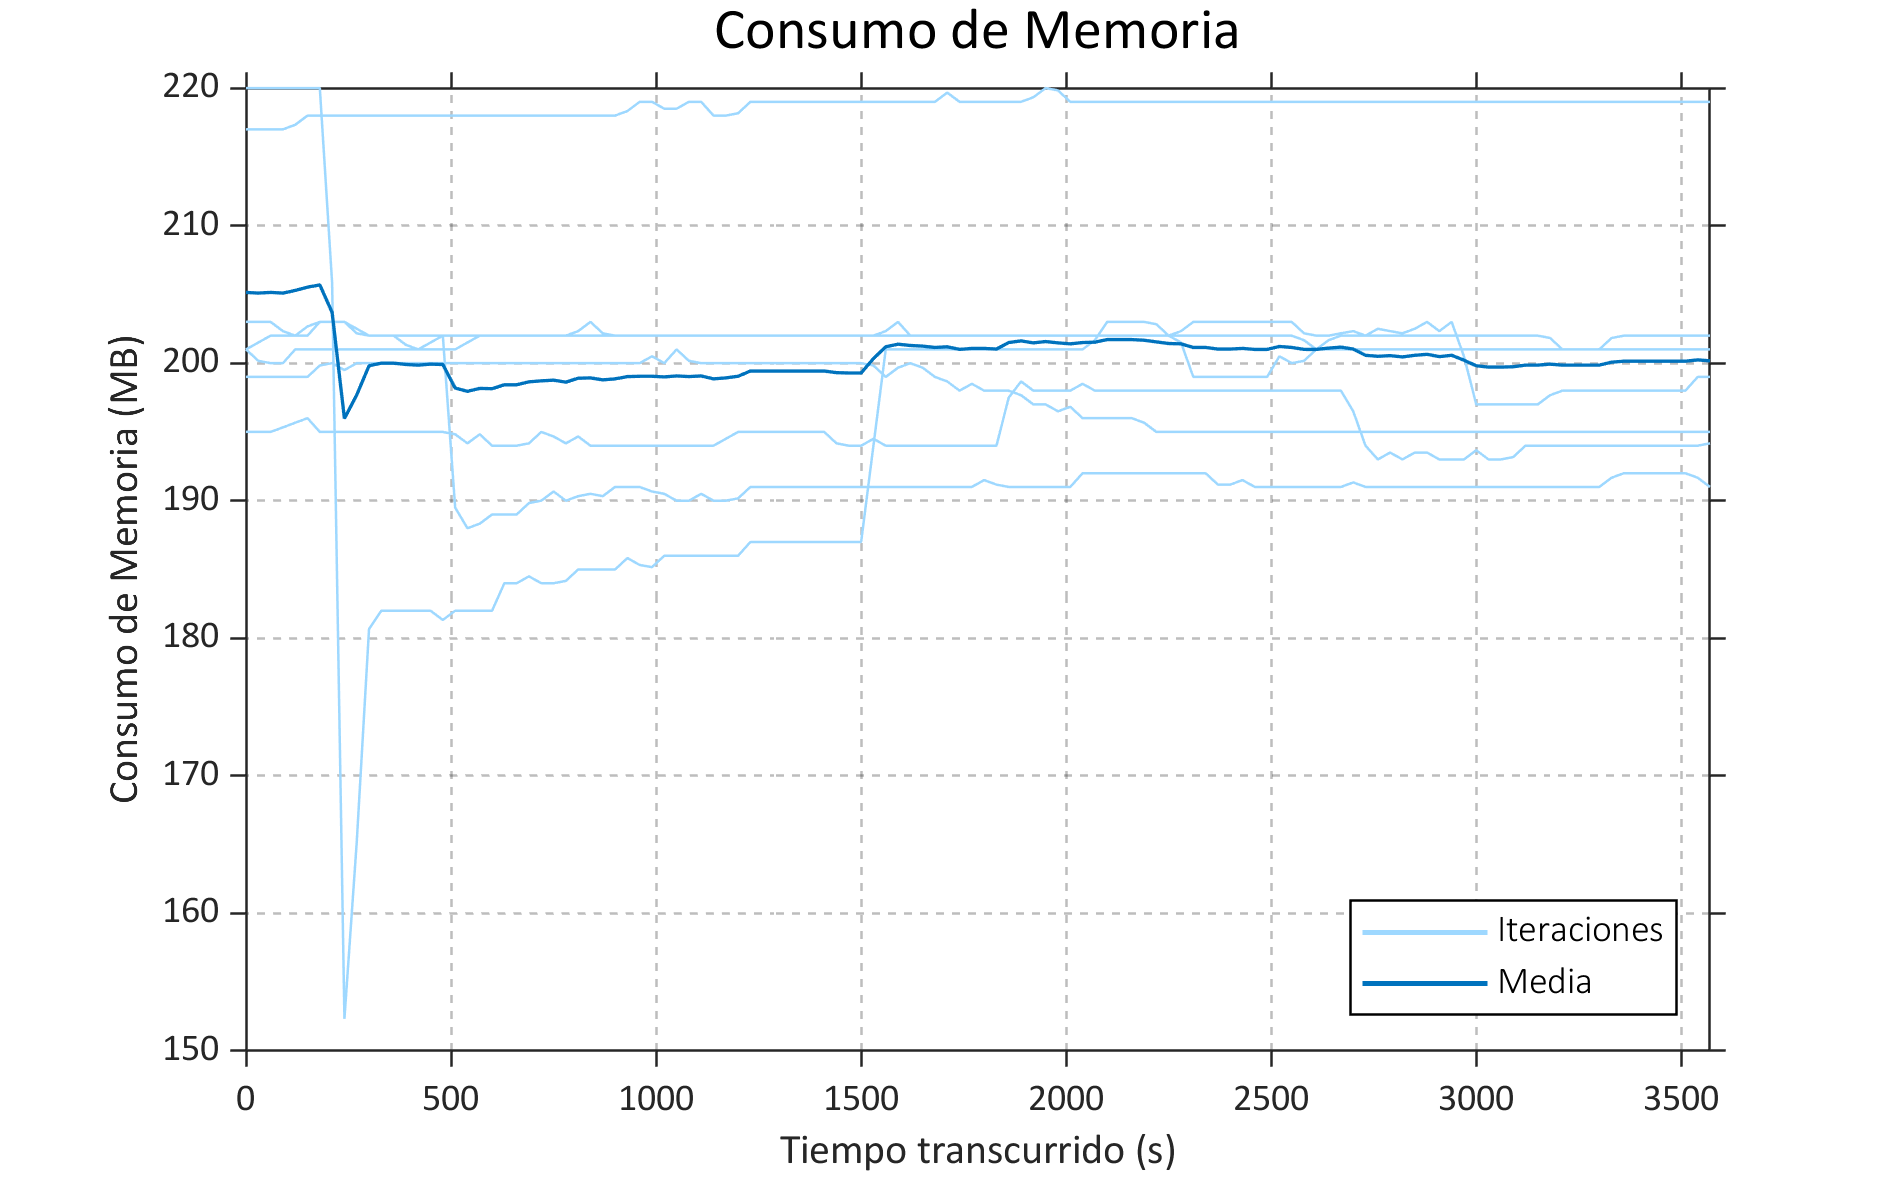 Consumo de Memoria
220
210
200
190
180
170
160
150
Consumo de Memoria (MB)
0 500 1000 1500 2000 2500 3000 3500
Tiempo transcurrido (s)
Iteraciones
Media